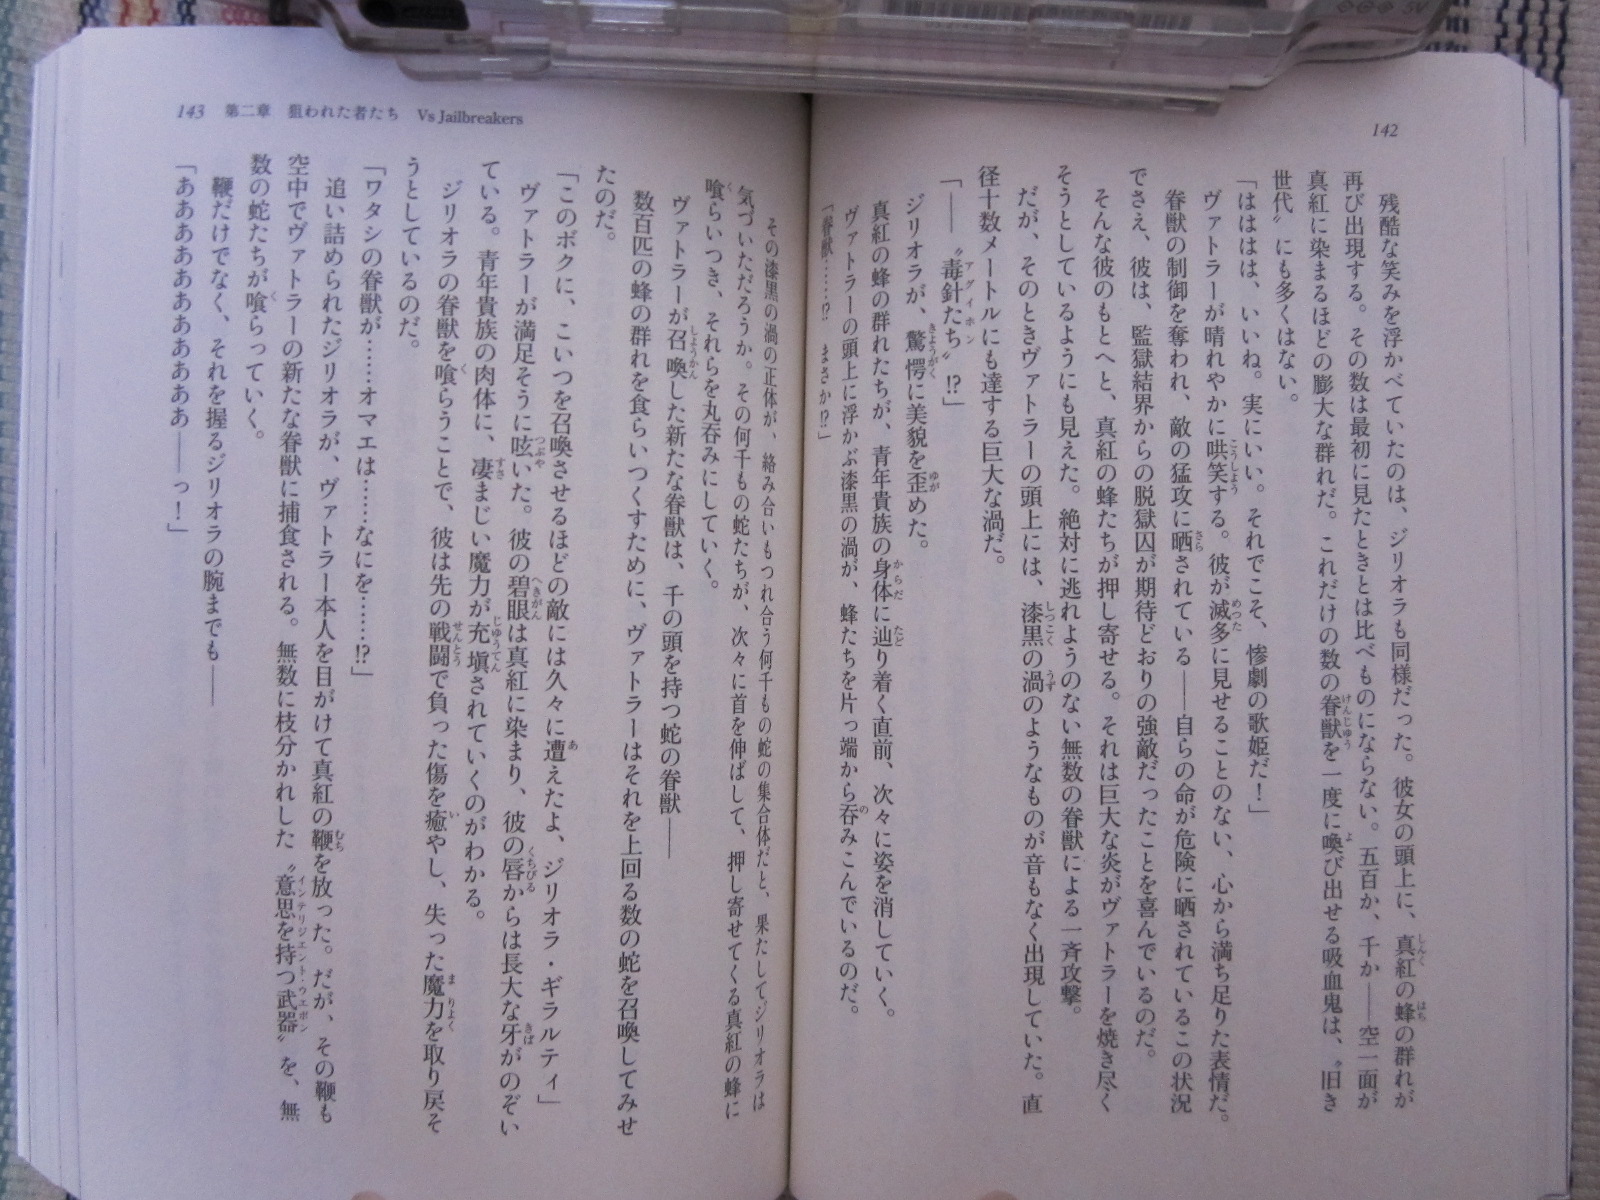 142
残酷な笑みを浮かべていたのは、ジリオラも同様だった。彼女の頭上に、真紅の蜂の群れが
再び出現する。その数は最初に見たときとは比べものにならない。五百か、千か――空一面が
真紅に染まるほどの膨大な群れだ。これだけの数の眷獣を一度に喚び出せる吸血鬼は、〝旧き
世代〟にも多くはない。
「はははは、いいね。実にいい。それでこそ、惨劇の歌姫だ！」
ヴァトラーが晴れやかに哄笑する。彼が滅多に見せることのない、心から満ち足りた表情だ。
眷獣の制御を奪われ、敵の猛攻に晒されている――自らの命が危険に晒されているこの状況
でさえ、彼は、監獄結界からの脱獄囚が期待どおりの強敵だったことを喜んでいるのだ。
そんな彼のもとへと、真紅の蜂たちが押し寄せる。それは巨大な炎がヴァトラーを焼き尽く
そうとしているようにも見えた。絶対に逃れようのない無数の眷獣による一斉攻撃。
だが、そのときヴァトラーの頭上には、漆黒の渦のようなものが音もなく出現していた。直
径十数メートルにも達する巨大な渦だ。
「――〝毒針たち〟!?」
ジリオラが、驚愕に美貌を歪めた。
真紅の蜂の群れたちが、青年貴族の身体に辿り着く直前、次々に姿を消していく。
ヴァトラーの頭上に浮かぶ漆黒の渦が、蜂たちを片っ端から呑みこんでいるのだ。
「眷獣……!? まさか!?」
143 第二章 狙われた者たち Vs Jailbreakers
その漆黒の渦の正体が、絡み合いもつれ合う何千もの蛇の集合体だと、果たしてジリオラは
気づいただろうか。その何千もの蛇たちが、次々に首を伸ばして、押し寄せてくる真紅の蜂に
喰らいつき、それらを丸呑みにしていく。
ヴァトラーが召喚した新たな眷獣は、千の頭を持つ蛇の眷獣――
数百匹の蜂の群れを食らいつくすために、ヴァトラーはそれを上回る数の蛇を召喚してみせ
たのだ。
「このボクに、こいつを召喚させるほどの敵には久々に遭えたよ、ジリオラ・ギラルティ」
ヴァトラーが満足そうに呟いた。彼の碧眼は真紅に染まり、彼の唇からは長大な牙がのぞい
ている。青年貴族の肉体に、凄まじい魔力が充填されていくのがわかる。
ジリオラの眷獣を喰らうことで、彼は先の戦闘で負った傷を癒やし、失った魔力を取り戻そ
うとしているのだ。
「ワタシの眷獣が……オマエは……なにを……!?」
追い詰められたジリオラが、ヴァトラー本人を目がけて真紅の鞭を放った。だが、その鞭も
空中でヴァトラーの新たな眷獣に捕食される。無数に枝分かれした〝意思を持つ武器〟を、無
数の蛇たちが喰らっていく。
鞭だけでなく、それを握るジリオラの腕までも――
「あああああああああ――っ！」